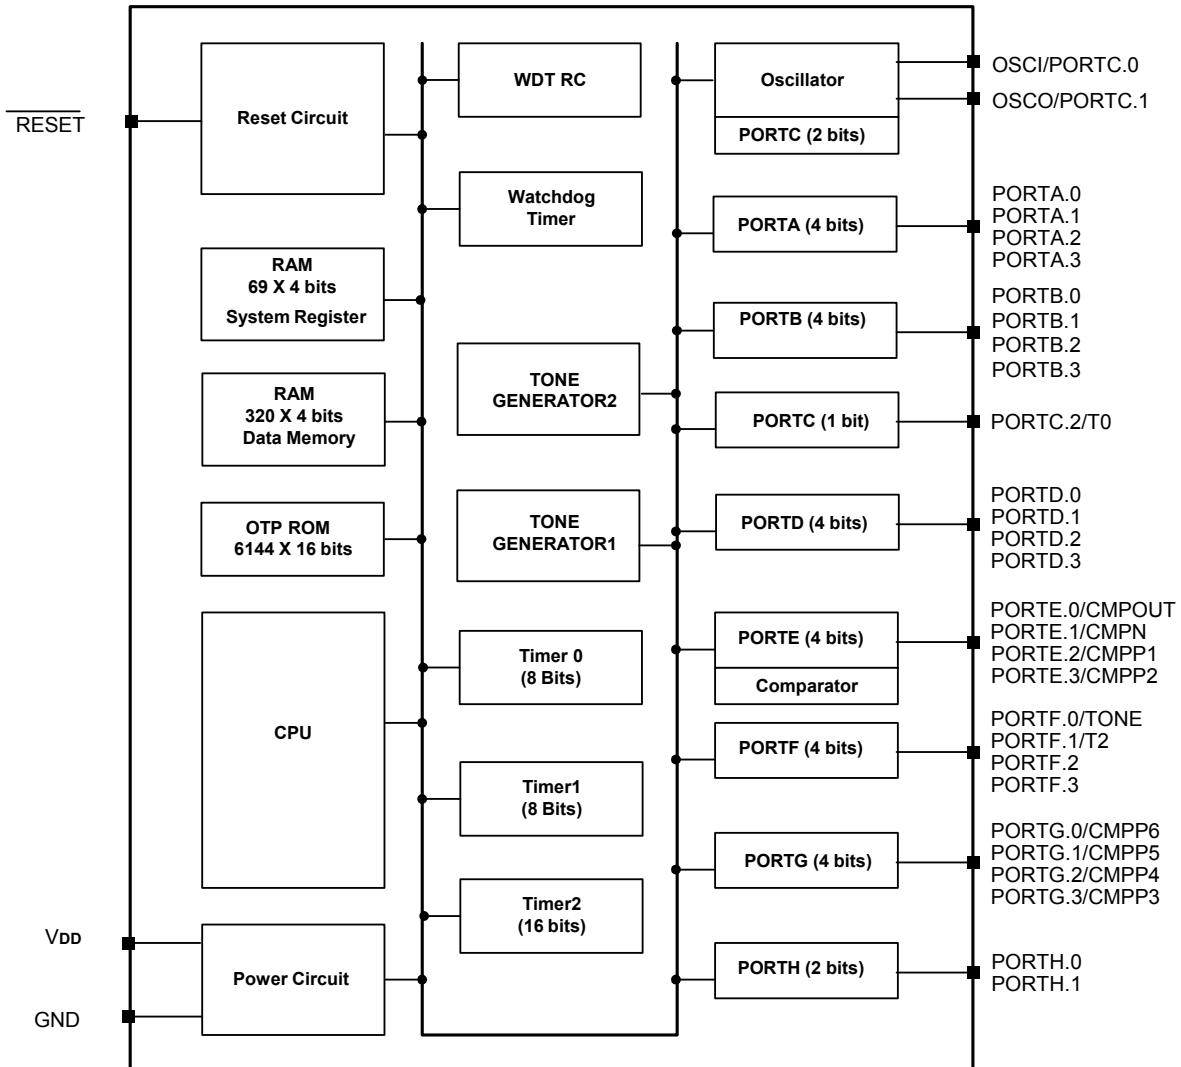 RESET
VDD
GND
Reset Circuit
RAM
69 X 4 bits
System Register
RAM
320 X 4 bits
Data Memory
OTP ROM
6144 X 16 bits
CPU
Power Circuit
WDT RC
Watchdog
Timer
TONE
GENERATOR2
TONE
GENERATOR1
Timer 0
(8 Bits)
Timer1
(8 Bits)
Timer2
(16 bits)
Oscillator
PORTC (2 bits)
PORTA (4 bits)
PORTB (4 bits)
PORTC (1 bit)
PORTD (4 bits)
PORTE (4 bits)
Comparator
PORTF (4 bits)
PORTG (4 bits)
PORTH (2 bits)
OSCI/PORTC.0
OSCO/PORTC.1
PORTA.0
PORTA.1
PORTA.2
PORTA.3
PORTB.0
PORTB.1
PORTB.2
PORTB.3
PORTC.2/T0
PORTD.0
PORTD.1
PORTD.2
PORTD.3
PORTE.0/CMPOUT
PORTE.1/CMPN
PORTE.2/CMPP1
PORTE.3/CMPP2
PORTF.0/TONE
PORTF.1/T2
PORTF.2
PORTF.3
PORTG.0/CMPP6
PORTG.1/CMPP5
PORTG.2/CMPP4
PORTG.3/CMPP3
PORTH.0
PORTH.1